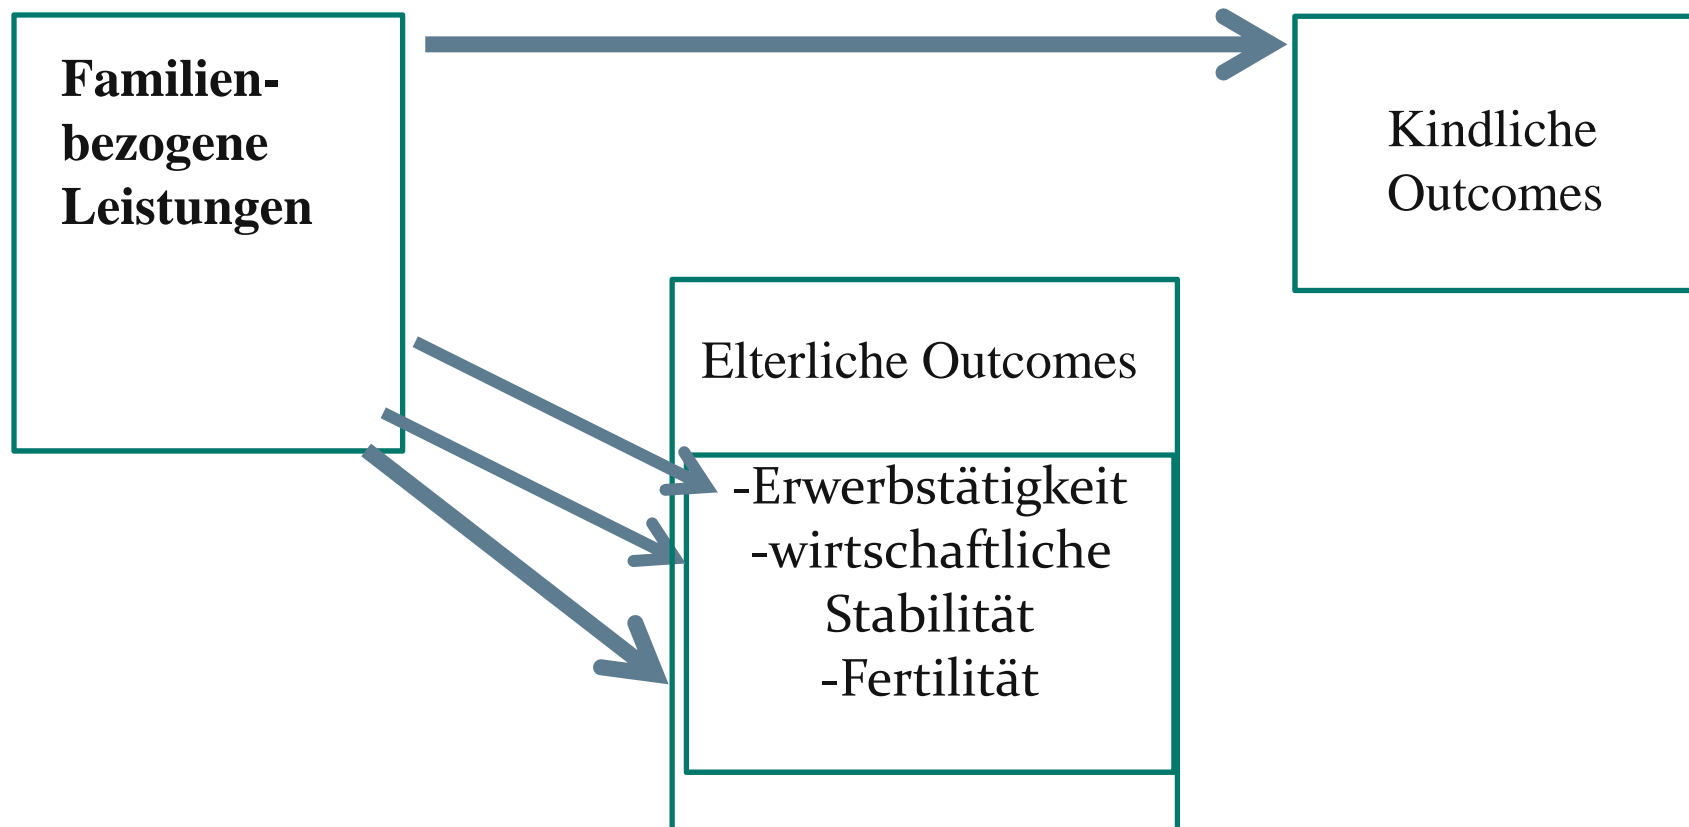 Familien-
bezogene
Leistungen
Kindliche
Outcomes
Elterliche Outcomes
-Erwerbstätigkeit
-wirtschaftliche
Stabilität
-Fertilität